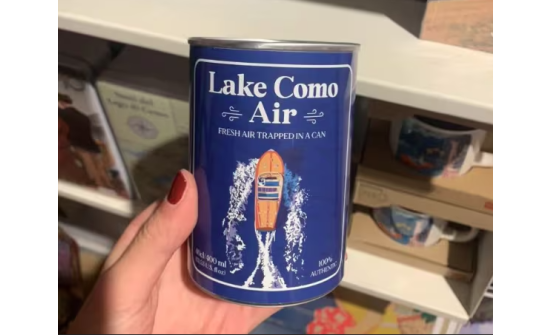 Lake Como
Air
FRESH AIR TRAPPED IN A CAN
400 ml
100%
AUTHENTIC